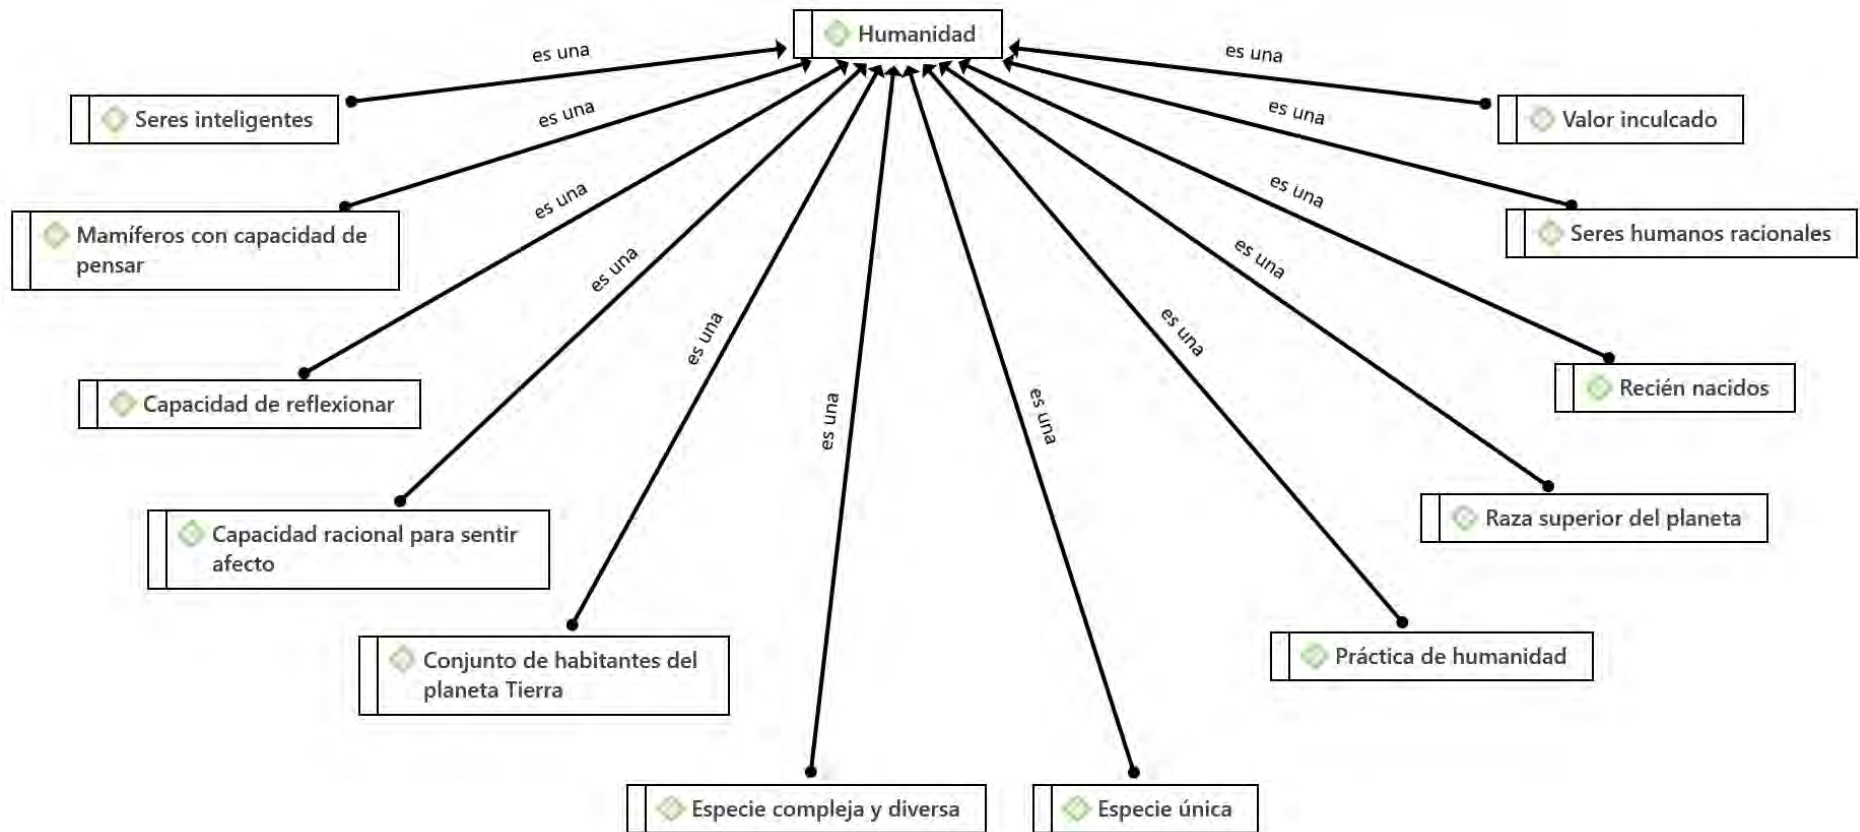 Humanidad
es una
es una
Seres inteligentes
Valor inculcado
es una
es una
es una
es una
Mamíferos con capacidad de
pensar
Seres humanos racionales
es una
es una
es una
es una
Capacidad de reflexionar
Recién nacidos
es una
es una
Capacidad racional para sentir
afecto
Raza superior del planeta
Conjunto de habitantes del
planeta Tierra
Práctica de humanidad
Especie compleja y diversa
Especie única